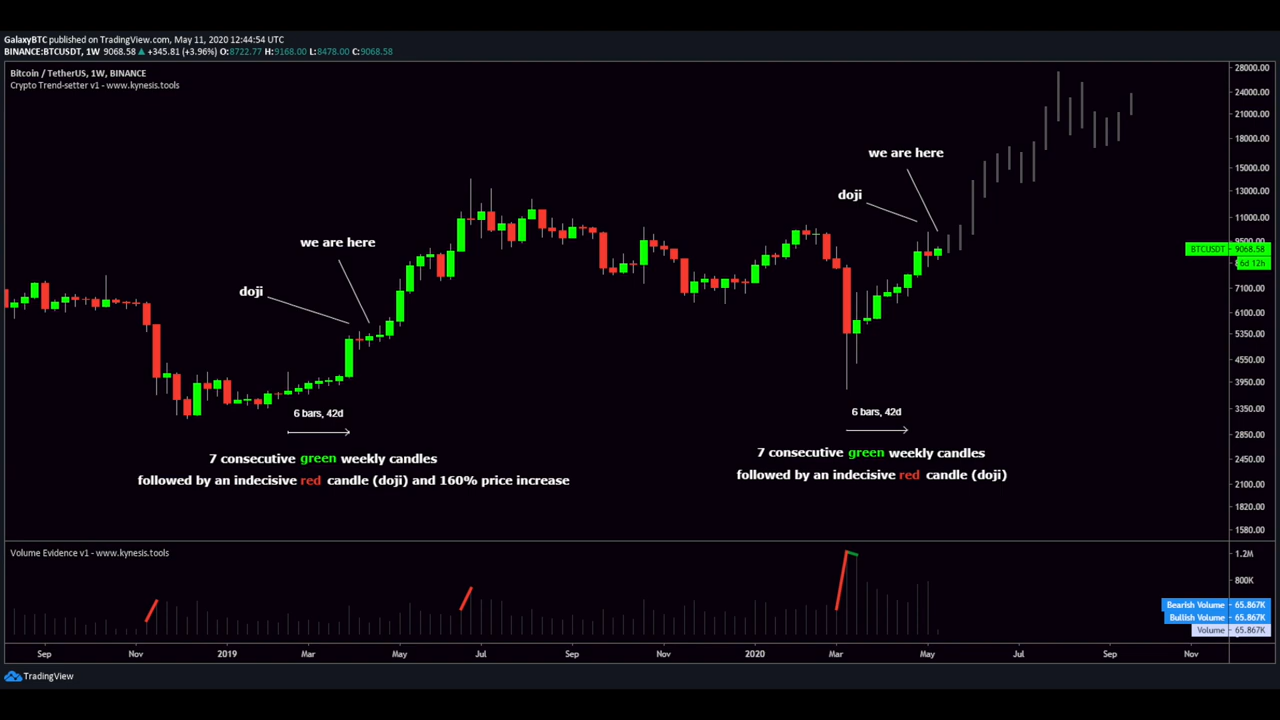 GalaxyBTC published on TradingView.com, May 11, 2020 12:44:54 UTC
BINANCE:BTCUSDT, 1W 9068.58 ▲ +345.81 (+3.96%) O:8722.77 H:9168.00 L:8478.00 C:9068.58
Bitcoin / TetherUS, 1W, BINANCE
Crypto Trend-setter v1 - www.kynesis.tools
28000.00
24000.00
21000.00
18000.00
15000.00
13000.00
11000.00
9500.00
BTCUSDT 9068.58
6d 12h
7100.00
6100.00
5350.00
4550.00
3950.00
3350.00
2850.00
2450.00
2100.00
1820.00
1580.00
we are here
doji
we are here
doji
6 bars, 42d
7 consecutive green weekly candles
followed by an indecisive red candle (doji) and 160% price increase
6 bars, 42d
7 consecutive green weekly candles
followed by an indecisive red candle (doji)
Volume Evidence v1 - www.kynesis.tools
1.2M
800K
Bearish Volume 65.867K
Bullish Volume 65.867K
Volume 65.867K
Sep Nov 2019 Mar May Jul Sep Nov 2020 Mar May Jul Sep Nov
TradingView